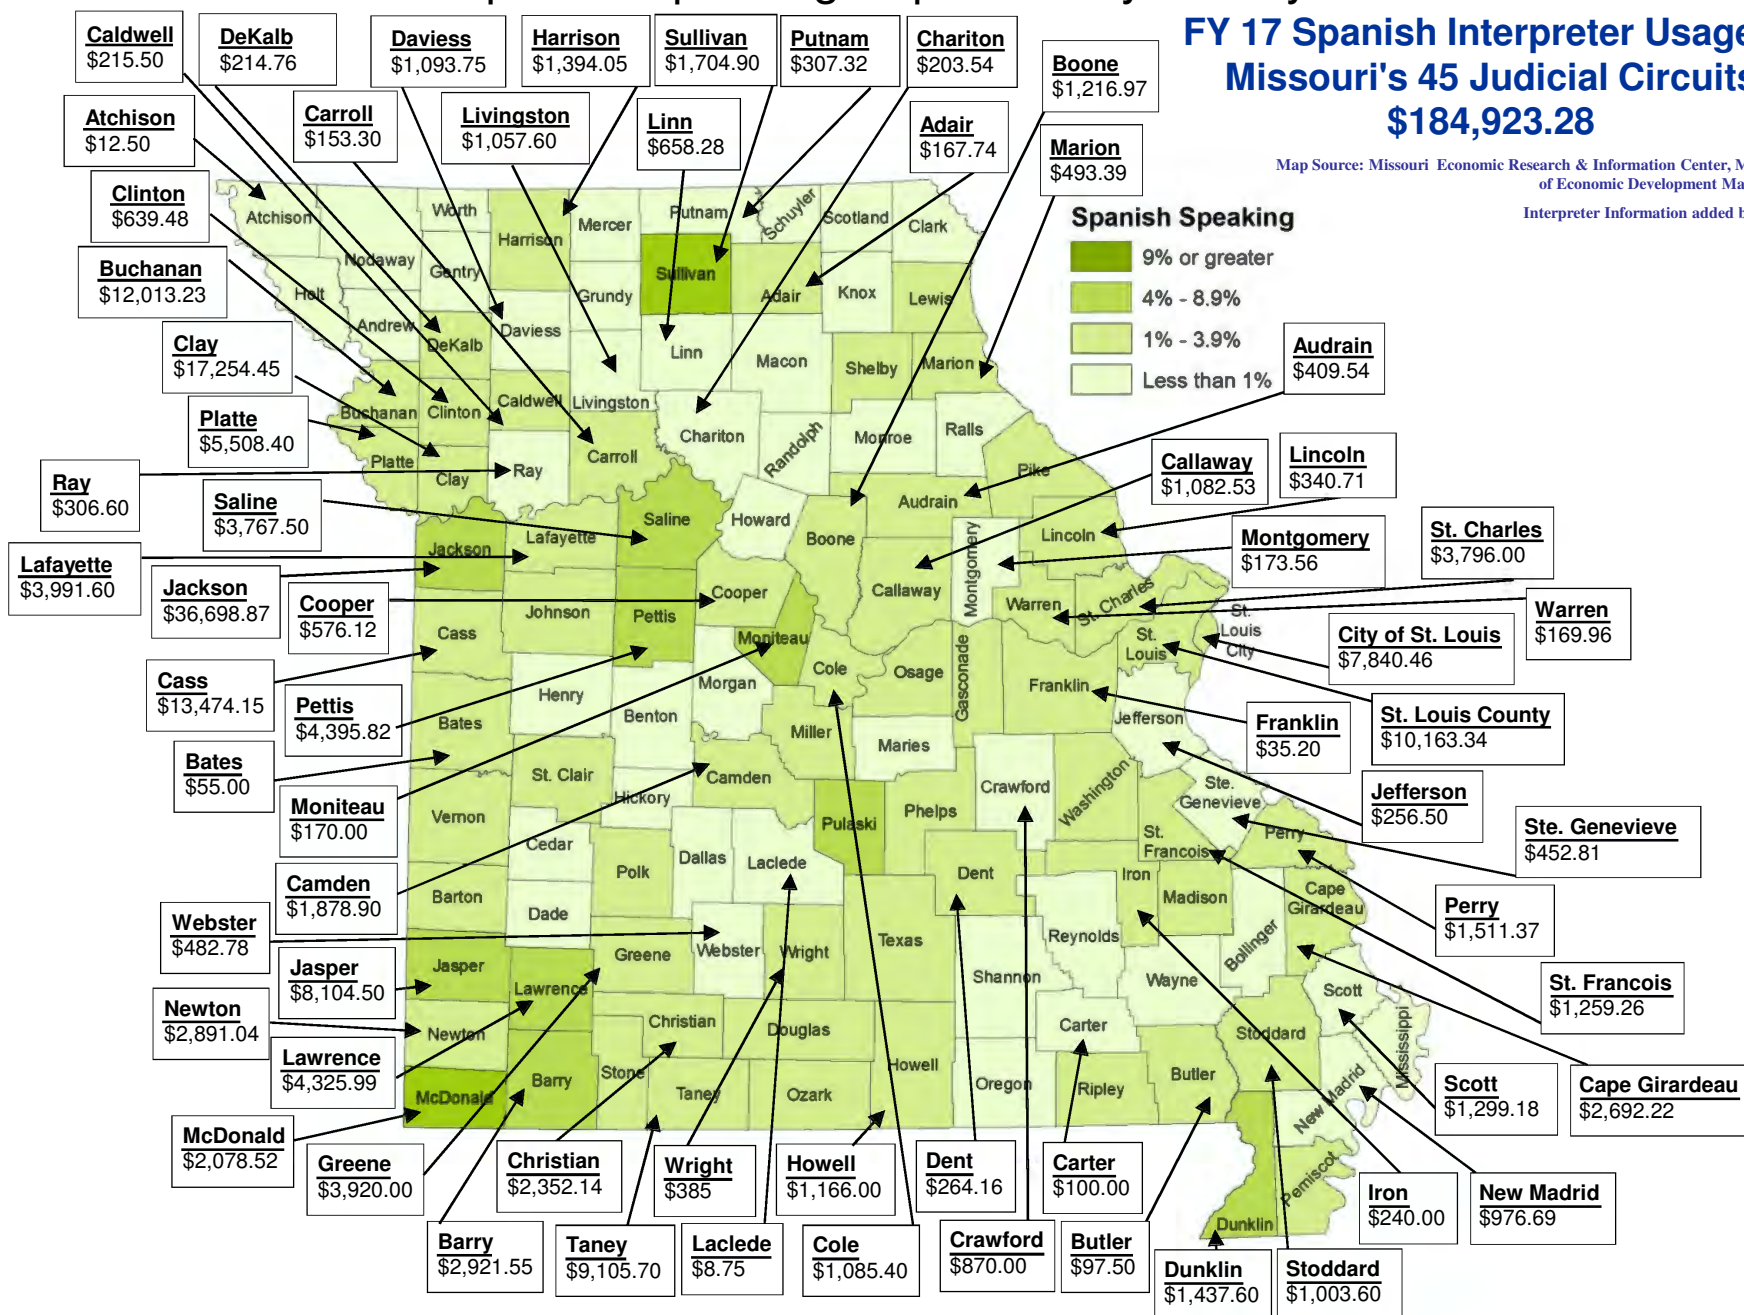 FY 17 Spanish Interpreter Usage
Missouri's 45 Judicial Circuits
$184,923.28
Map Source: Missouri Economic Research & Information Center, M
of Economic Development Ma
Interpreter Information added b
Caldwell
$215.50
DeKalb
$214.76
Daviess
$1,093.75
Harrison
$1,394.05
Sullivan
$1,704.90
Putnam
$307.32
Chariton
$203.54
Boone
$1,216.97
Atchison
$12.50
Carroll
$153.30
Livingston
$1,057.60
Linn
$658.28
Adair
$167.74
Marion
$493.39
Clinton
$639.48
Buchanan
$12,013.23
Clay
$17,254.45
Platte
$5,508.40
Ray
$306.60
Saline
$3,767.50
Lafayette
$3,991.60
Jackson
$36,698.87
Cooper
$576.12
Cass
$13,474.15
Pettis
$4,395.82
Bates
$55.00
Moniteau
$170.00
Camden
$1,878.90
Webster
$482.78
Jasper
$8,104.50
Newton
$2,891.04
Lawrence
$4,325.99
McDonald
$2,078.52
Greene
$3,920.00
Christian
$2,352.14
Wright
$385
Howell
$1,166.00
Dent
$264.16
Carter
$100.00
Barry
$2,921.55
Taney
$9,105.70
Laclede
$8.75
Cole
$1,085.40
Crawford
$870.00
Butler
$97.50
Dunklin
$1,437.60
Stoddard
$1,003.60
Iron
$240.00
New Madrid
$976.69
Scott
$1,299.18
Cape Girardeau
$2,692.22
St. Francois
$1,259.26
Perry
$1,511.37
Ste. Genevieve
$452.81
Jefferson
$256.50
Franklin
$35.20
St. Louis County
$10,163.34
City of St. Louis
$7,840.46
Warren
$169.96
St. Charles
$3,796.00
Montgomery
$173.56
Lincoln
$340.71
Callaway
$1,082.53
Audrain
$409.54
Spanish Speaking
9% or greater
4% - 8.9%
1% - 3.9%
Less than 1%
Atchison
Worth
Nodaway
Harrison
Mercer
Putnam
Schuyler
Scotland
Clark
Holt
Gentry
Sullivan
Adair
Knox
Lewis
Grundy
Andrew
DeKalb
Daviess
Linn
Macon
Shelby
Marion
Buchanan
Clinton
Caldwell
Livingston
Chariton
Randolph
Monroe
Ralls
Platte
Clay
Ray
Carroll
Pike
Audrain
Saline
Howard
Boone
Lafayette
Jackson
Lincoln
Montgomery
Callaway
Cooper
Warren
St. Charles
Johnson
Pettis
Cass
Moniteau
Cole
Osage
Gasconade
Franklin
St.
Louis
St.
Louis
City
Henry
Morgan
Benton
Bates
Miller
Maries
Jefferson
St. Clair
Camden
Hickory
Crawford
Washington
Ste.
Genevieve
Vernon
Pulaski
Phelps
St.
Francois
Perry
Cedar
Dallas
Laclede
Polk
Dent
Iron
Madison
Cape
Girardeau
Barton
Dade
Webster
Wright
Texas
Reynolds
Bollinger
Greene
Jasper
Lawrence
Shannon
Wayne
Scott
Newton
Christian
Douglas
Carter
Stoddard
Mississippi
McDonald
Barry
Stone
Taney
Ozark
Howell
Oregon
Ripley
Butler
New Madrid
Pemiscot
Dunklin